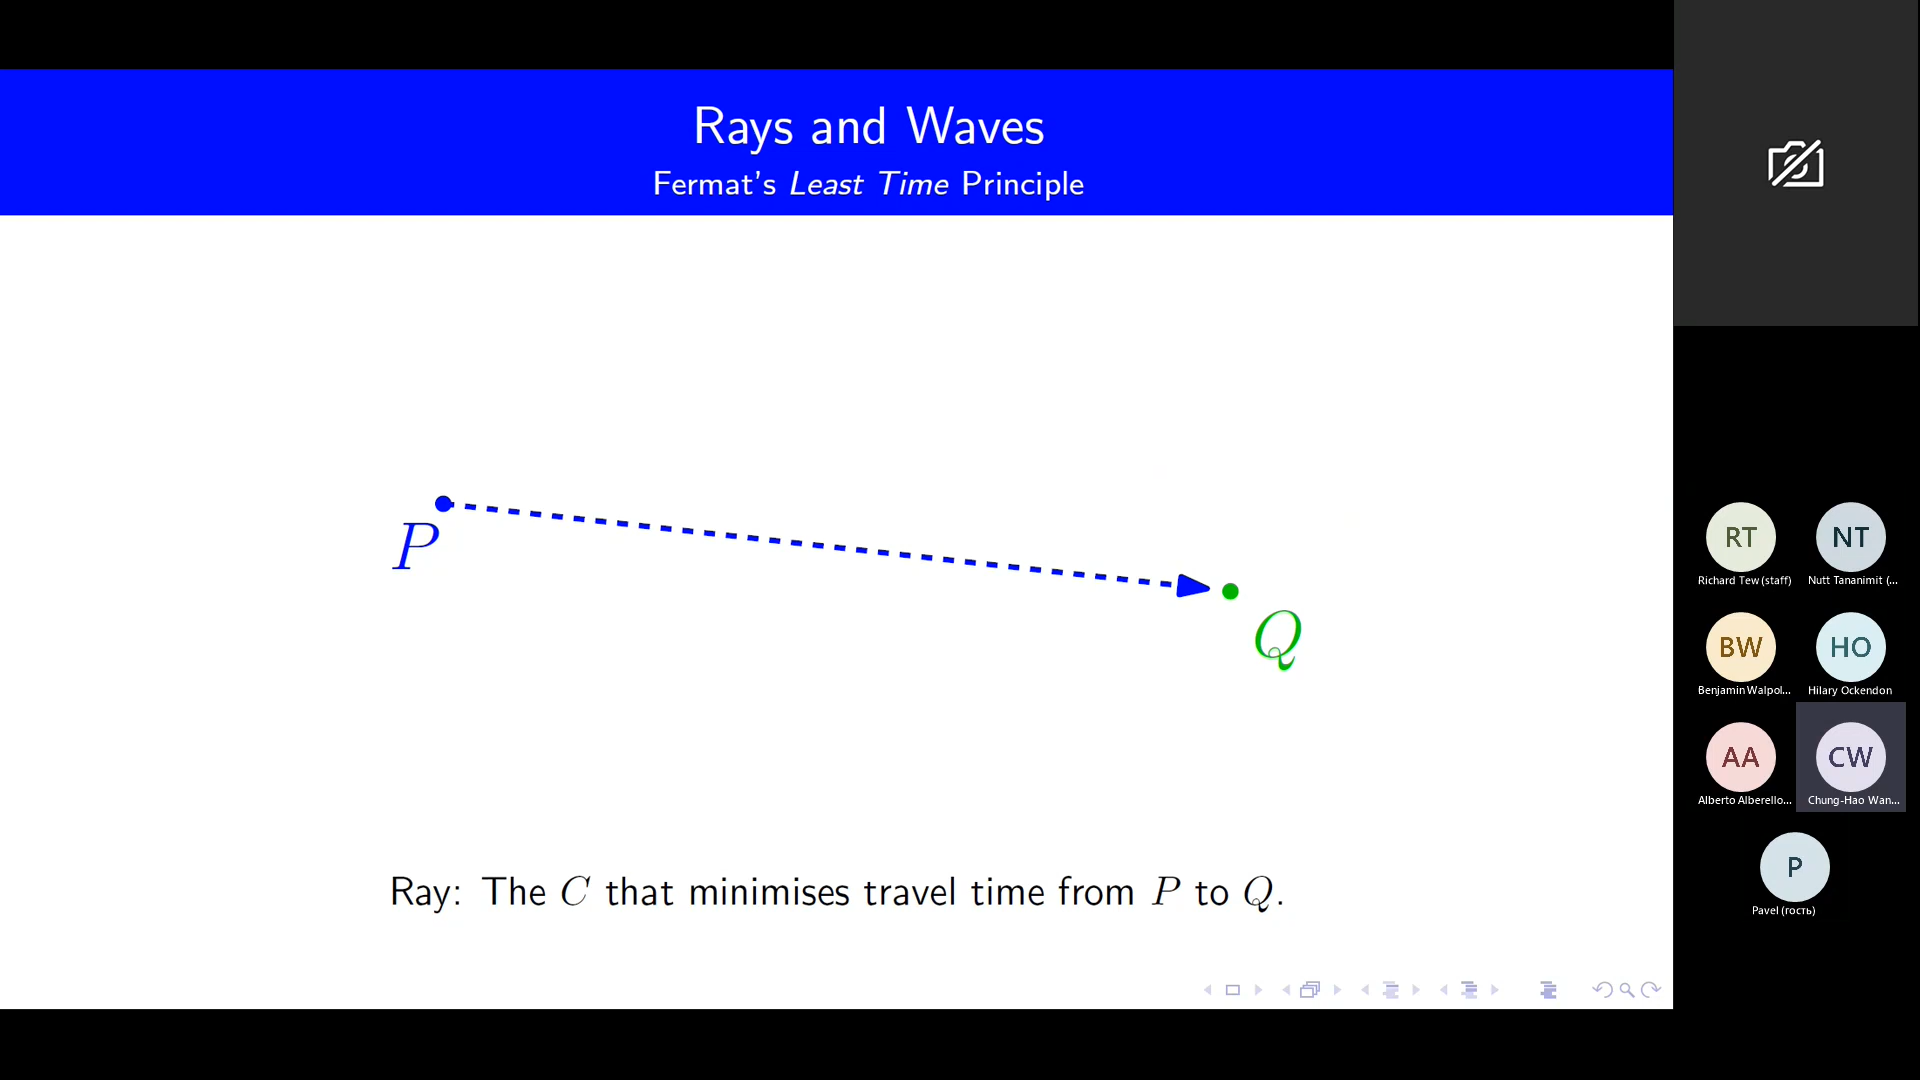 Rays and Waves
Fermat's Least Time Principle
P
Q
Ray: The C that minimises travel time from P to Q.
RT
Richard Tew (staff)
NT
Nutt Tananimit (...
BW
Benjamin Walpol...
HO
Hilary Ockendon
AA
Alberto Alberello...
CW
Chung-Hao Wan...
P
Pavel (гость)